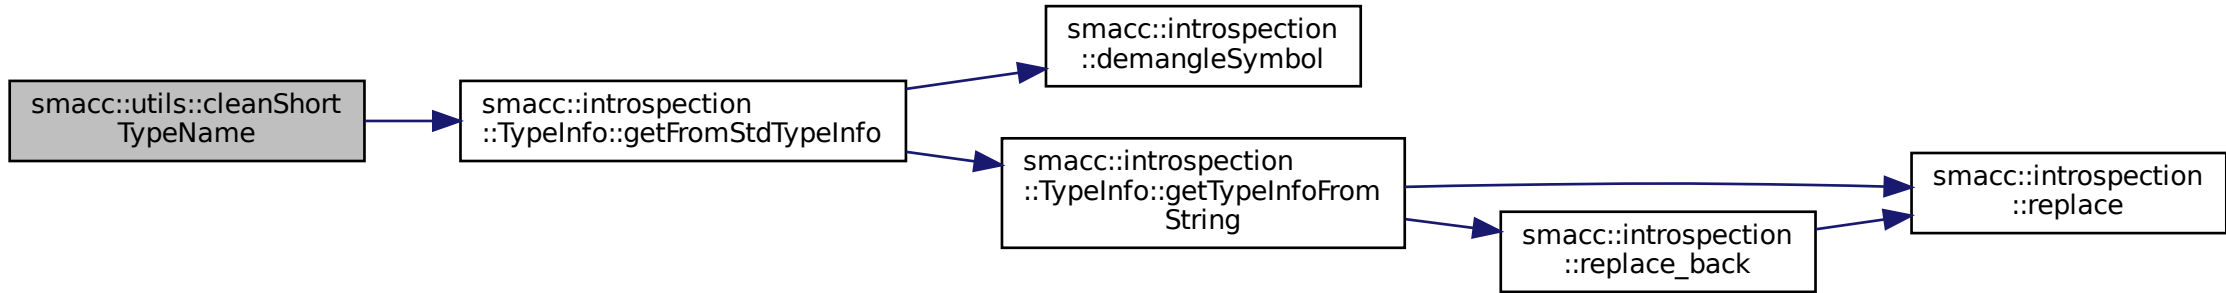 smacc::utils::cleanShort
TypeName
smacc::introspection
::TypeInfo::getFromStdTypeInfo
smacc::introspection
::demangleSymbol
smacc::introspection
::TypeInfo::getTypeInfoFrom
String
smacc::introspection
::replace_back
smacc::introspection
::replace